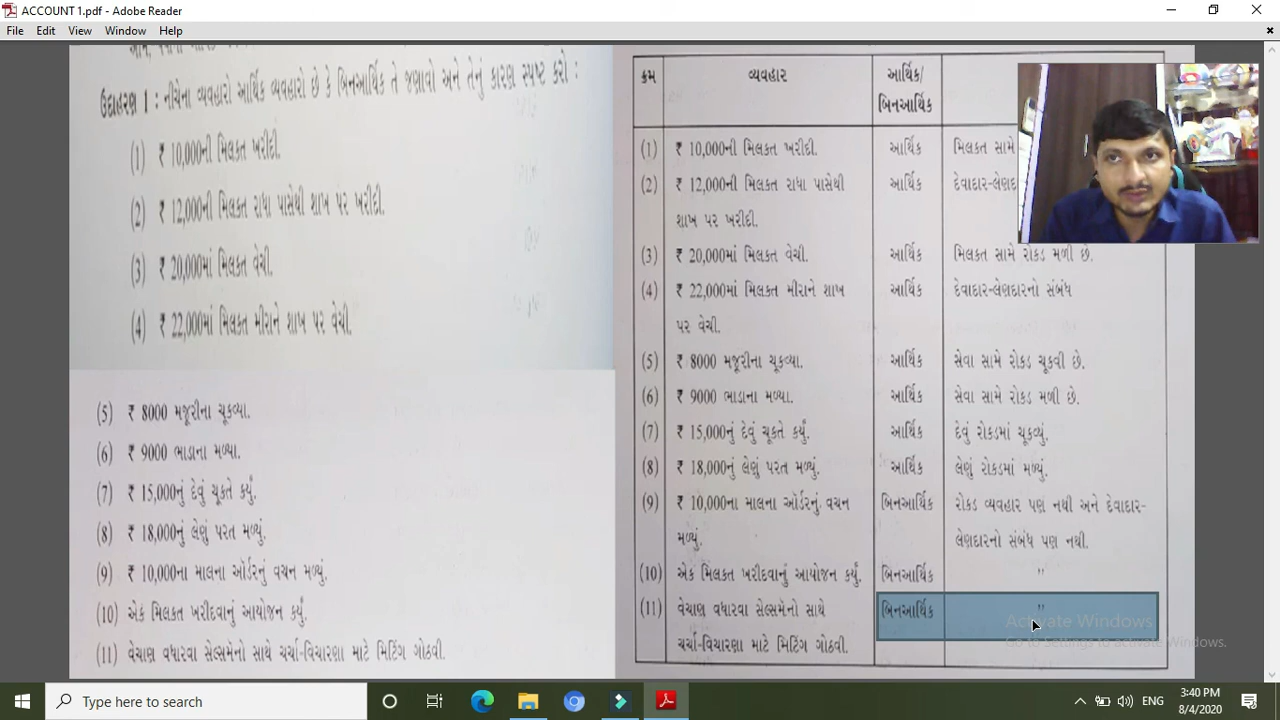 ACCOUNT 1.pdf - Adobe Reader
File Edit View Window Help
ઉદાહરણ 1 : નીચેના વ્યવહારો આર્થિક વ્યવહારો છે કે બિનઆર્થિક તે જણાવો અને તેનું કારણ સ્પષ્ટ કરો :
(1) ₹ 10,000ની મિલકત ખરીદી.
(2) ₹ 12,000ની મિલકત રાધા પાસેથી શાખ પર ખરીદી.
(3) ₹ 20,000માં મિલકત વેચી.
(4) ₹ 22,000માં મિલકત મીરાને શાખ પર વેચી.
(5) ₹ 8000 મજૂરીના ચૂકવ્યા.
(6) ₹ 9000 ભાડાના મળ્યા.
(7) ₹ 15,000નું દેવું ચૂકતે કર્યું.
(8) ₹ 18,000નું લેણું પરત મળ્યું.
(9) ₹ 10,000ના માલના ઑર્ડરનું વચન મળ્યું.
(10) એક મિલકત ખરીદવાનું આયોજન કર્યું.
(11) વેચાણ વધારવા સેલ્સમૅનો સાથે ચર્ચા-વિચારણા માટે મિટિંગ ગોઠવી.
ક્રમ વ્યવહાર આર્થિક/
બિનઆર્થિક
(1) ₹ 10,000ની મિલકત ખરીદી. આર્થિક મિલકત સામે
(2) ₹ 12,000ની મિલકત રાધા પાસેથી આર્થિક દેવાદાર-લેણદ
શાખ પર ખરીદી.
(3) ₹ 20,000માં મિલકત વેચી. આર્થિક મિલકત સામે રોકડ મળી છે.
(4) ₹ 22,000માં મિલકત મીરાને શાખ આર્થિક દેવાદાર-લેણદારનો સંબંધ
પર વેચી.
(5) ₹ 8000 મજૂરીના ચૂકવ્યા. આર્થિક સેવા સામે રોકડ ચૂકવી છે.
(6) ₹ 9000 ભાડાના મળ્યા. આર્થિક સેવા સામે રોકડ મળી છે.
(7) ₹ 15,000નું દેવું ચૂકતે કર્યું. આર્થિક દેવું રોકડમાં ચૂકવ્યું.
(8) ₹ 18,000નું લેણું પરત મળ્યું. આર્થિક લેણું રોકડમાં મળ્યું.
(9) ₹ 10,000ના માલના ઑર્ડરનું વચન બિનઆર્થિક રોકડ વ્યવહાર પણ નથી અને દેવાદાર-
મળ્યું. લેણદારનો સંબંધ પણ નથી.
(10) એક મિલકત ખરીદવાનું આયોજન કર્યું. બિનઆર્થિક "
(11) વેચાણ વધારવા સેલ્સમૅનો સાથે બિનઆર્થિક "
ચર્ચા-વિચારણા માટે મિટિંગ ગોઠવી.
Activate Windows
Go to Settings to activate Windows.
Type here to search
ENG
3:40 PM
8/4/2020